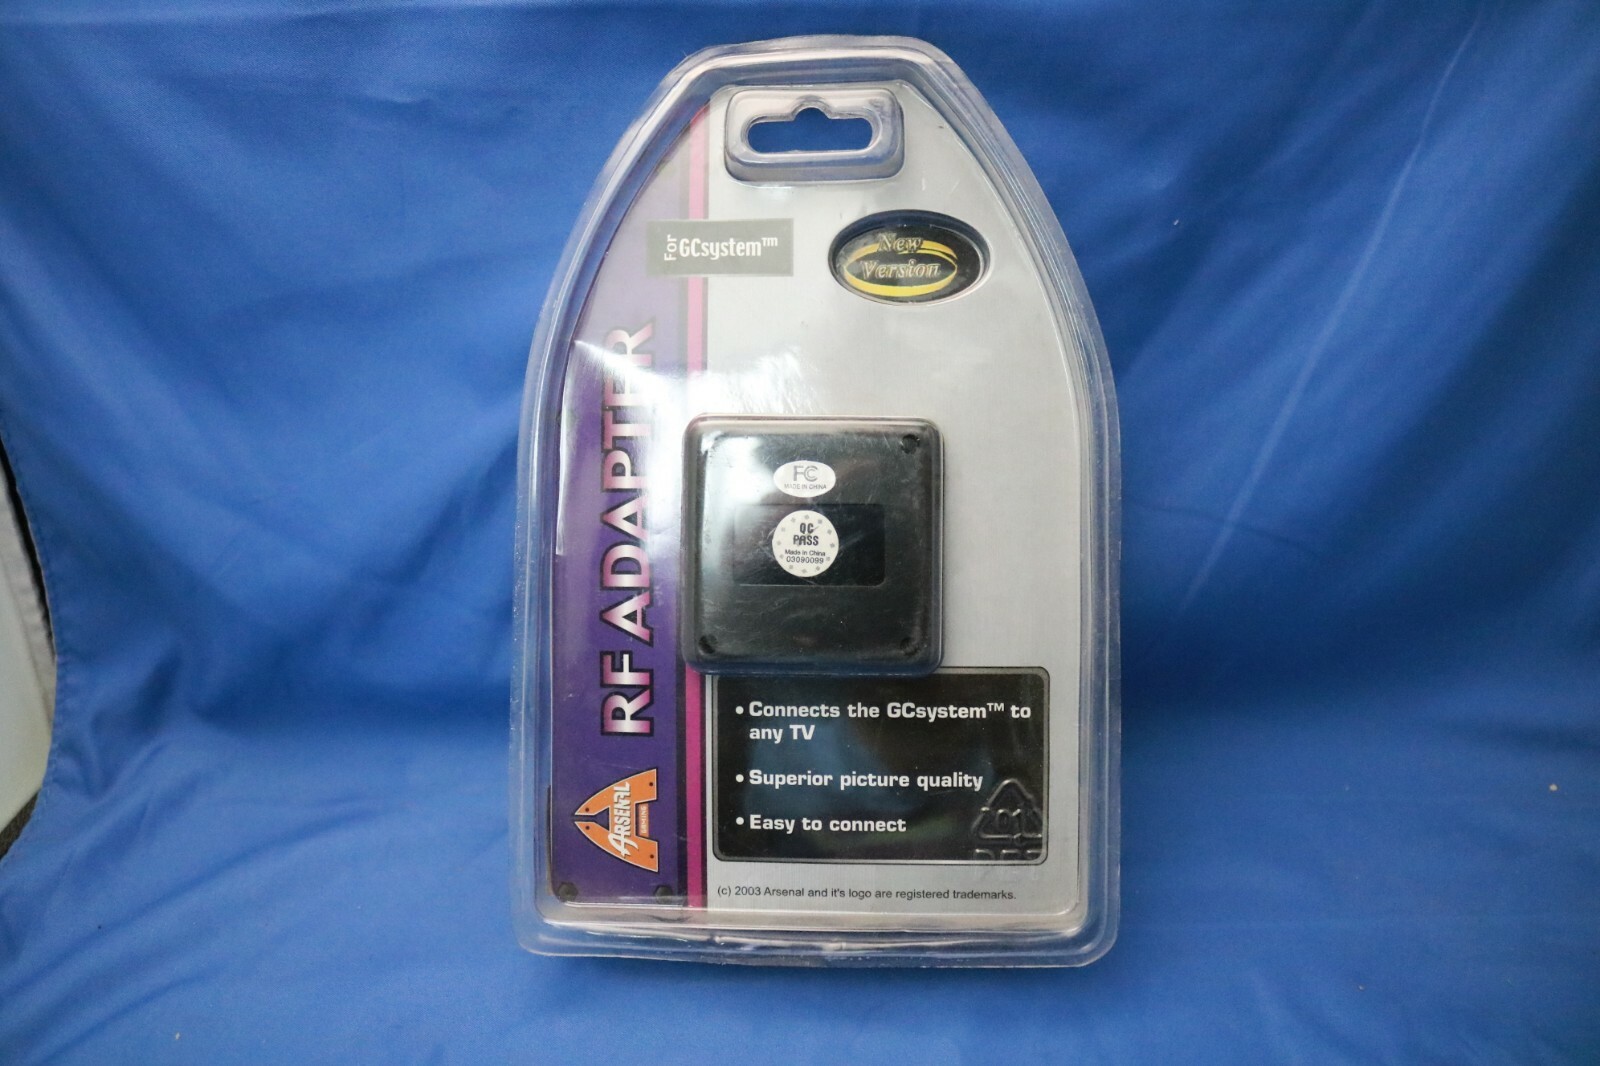 For GCsystem™
New
Version
RF ADAPTER
FC
MADE IN CHINA
QC
PASS
Made in China
03090099
• Connects the GCsystem™ to
any TV
• Superior picture quality
• Easy to connect
ARSENAL
(c) 2003 Arsenal and it's logo are registered trademarks.